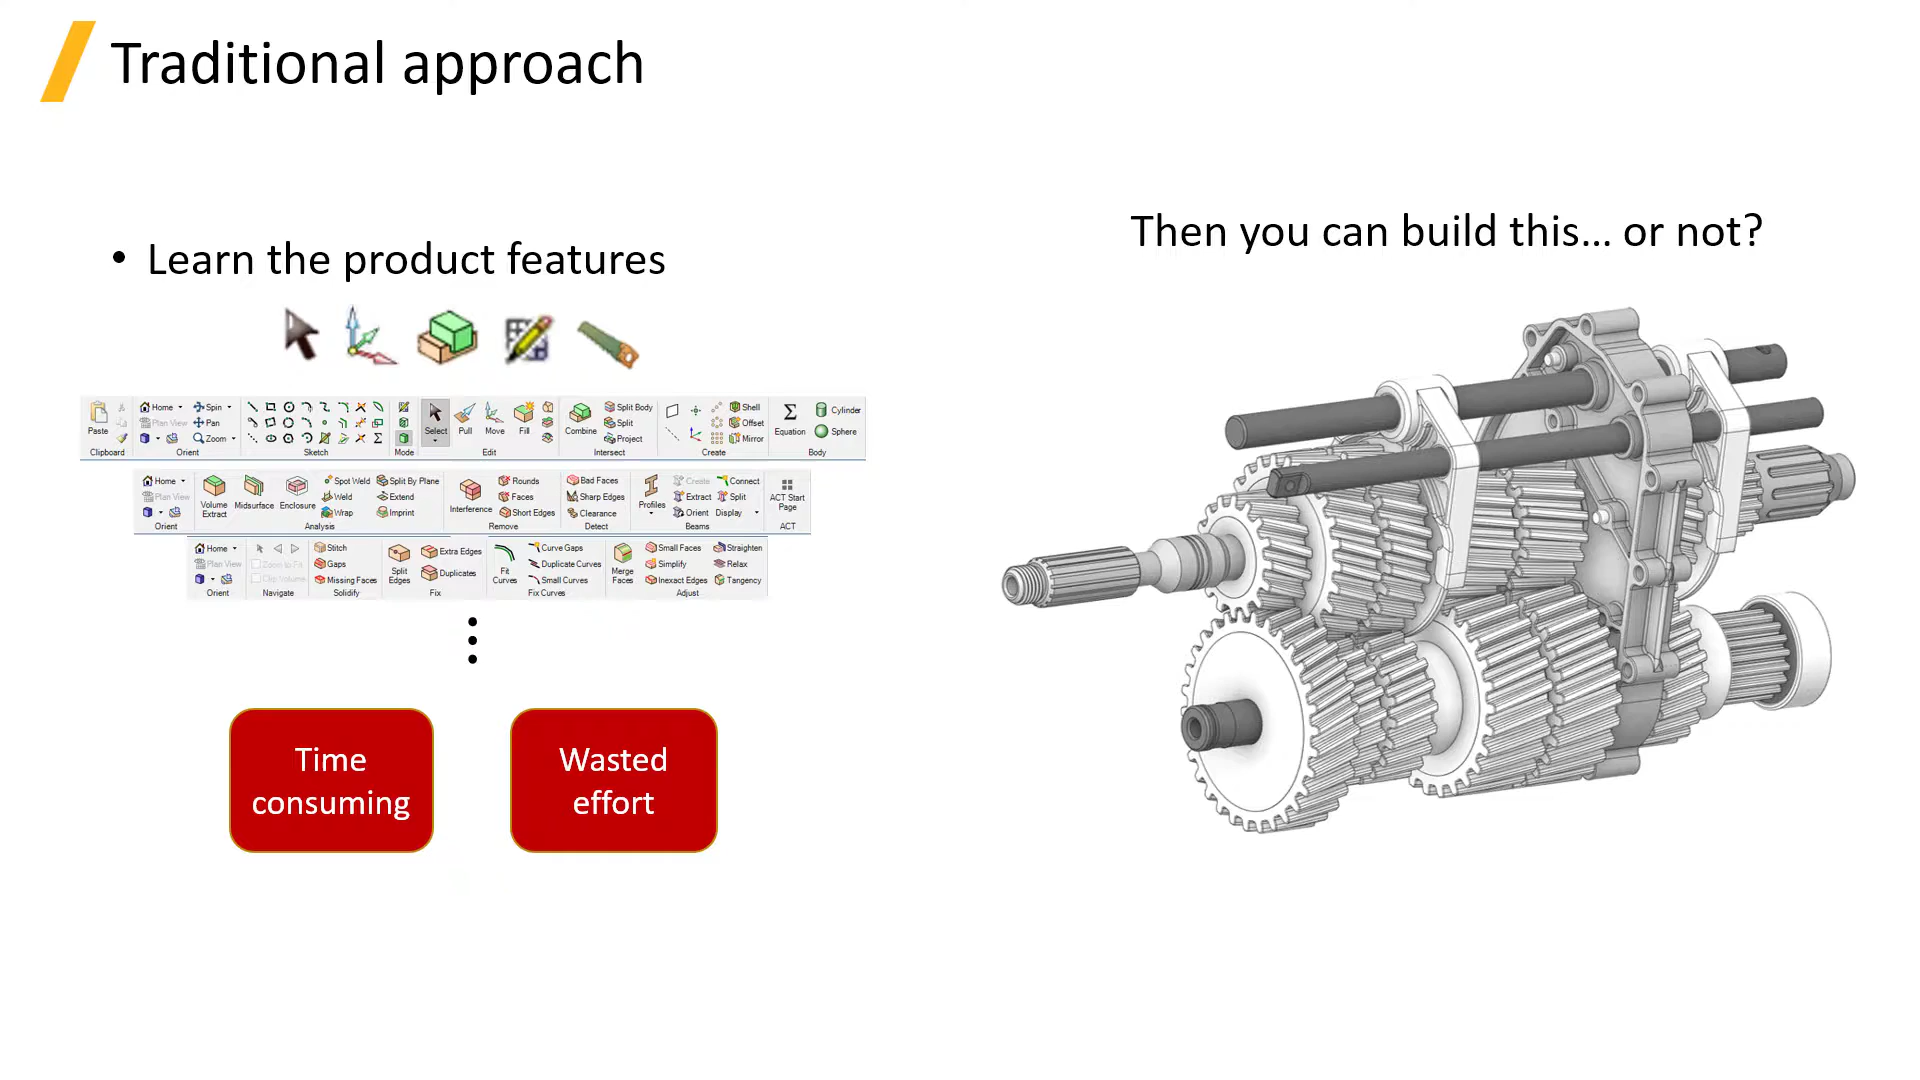 Traditional approach
• Learn the product features
Then you can build this... or not?
Paste
Clipboard
Home
Plan View
Spin
Pan
Zoom
Orient
Sketch
Mode
Select
Pull
Move
Fill
Edit
Combine
Split Body
Split
Project
Intersect
Shell
Offset
Mirror
Create
Equation
Cylinder
Sphere
Body
Home
Plan View
Orient
Volume Extract
Midsurface
Enclosure
Spot Weld
Weld
Wrap
Split By Plane
Extend
Imprint
Analysis
Interference
Rounds
Faces
Short Edges
Remove
Bad Faces
Sharp Edges
Clearance
Detect
Profiles
Create
Extract
Orient
Connect
Split
Display
Beams
ACT Start Page
ACT
Home
Plan View
Orient
Zoom to Fit
Clip Volume
Navigate
Stitch
Gaps
Missing Faces
Solidify
Split Edges
Extra Edges
Duplicates
Fix
Fit Curves
Curve Gaps
Duplicate Curves
Small Curves
Fix Curves
Merge Faces
Small Faces
Simplify
Inexact Edges
Straighten
Relax
Tangency
Adjust
Time
consuming
Wasted
effort